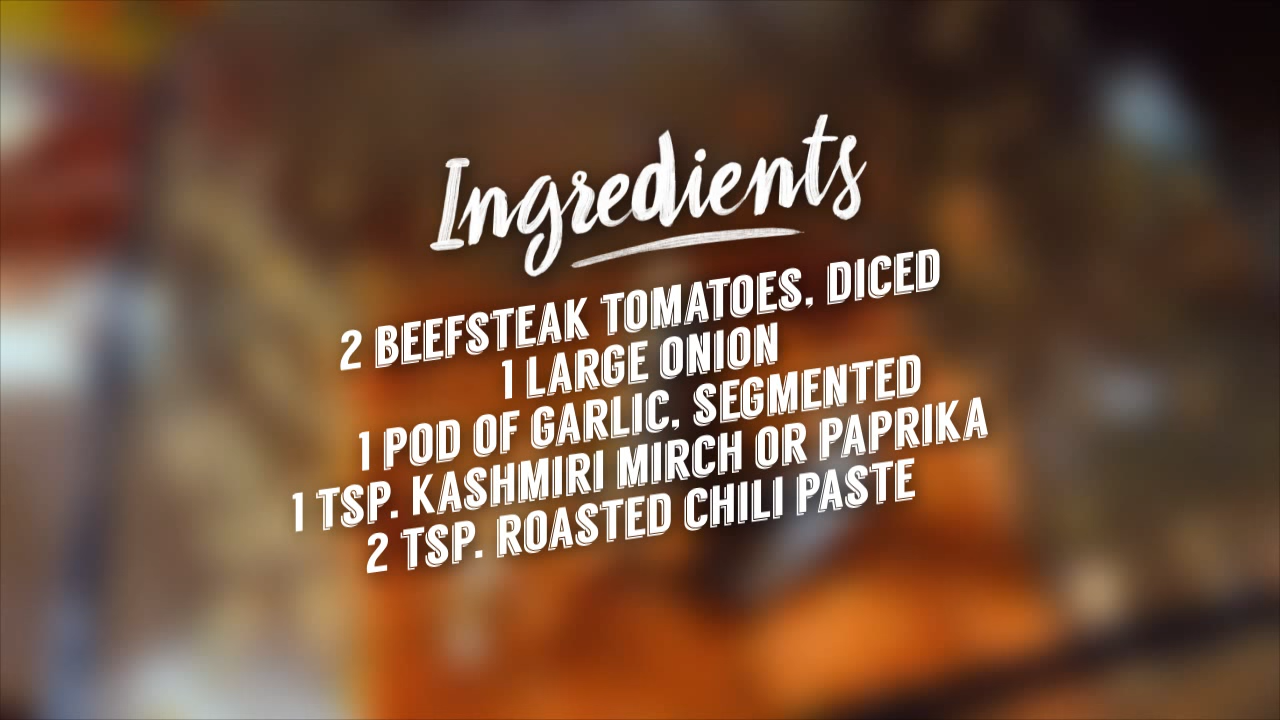 Ingredients
2 BEEFSTEAK TOMATOES, DICED
1 LARGE ONION
1 POD OF GARLIC, SEGMENTED
1 TSP. KASHMIRI MIRCH OR PAPRIKA
2 TSP. ROASTED CHILI PASTE